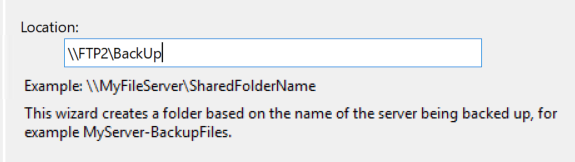 Location:
\\FTP2\BackUp
Example: \\MyFileServer\SharedFolderName
This wizard creates a folder based on the name of the server being backed up, for
example MyServer-BackupFiles.